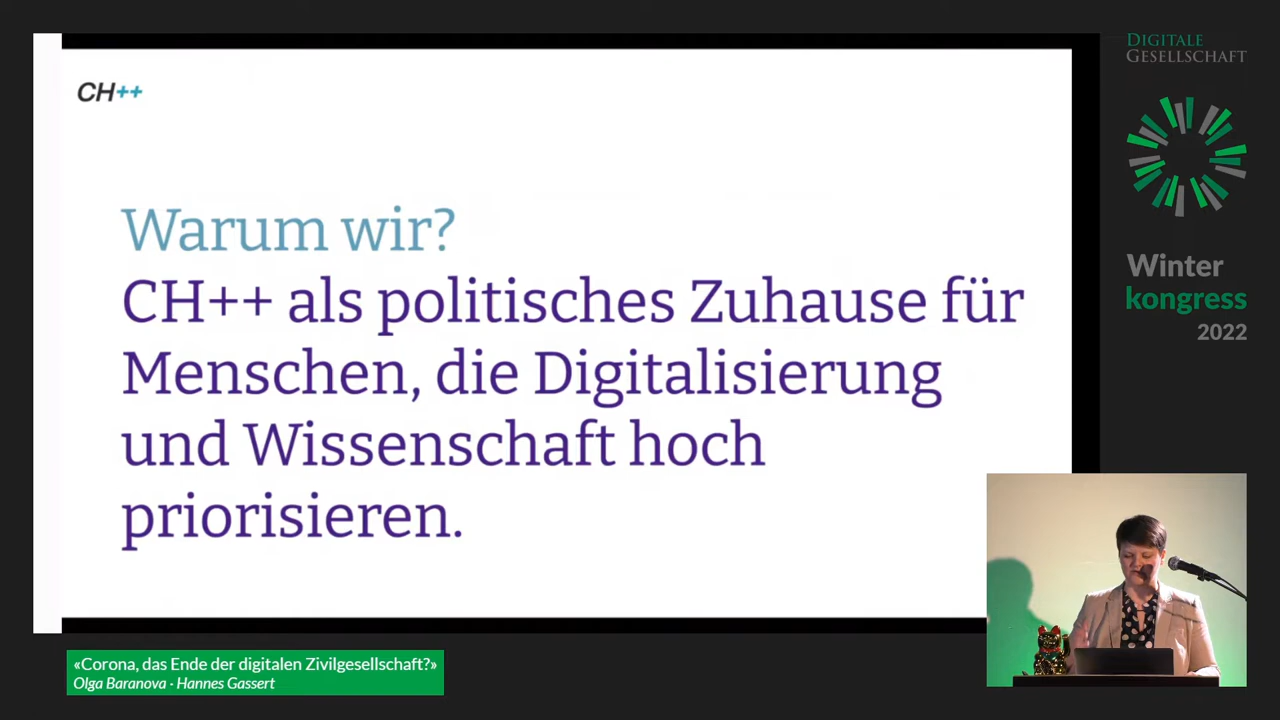 CH++
Warum wir?
CH++ als politisches Zuhause für
Menschen, die Digitalisierung
und Wissenschaft hoch
priorisieren.
DIGITALE
GESELLSCHAFT
Winter
kongress
2022
«Corona, das Ende der digitalen Zivilgesellschaft?»
Olga Baranova · Hannes Gassert